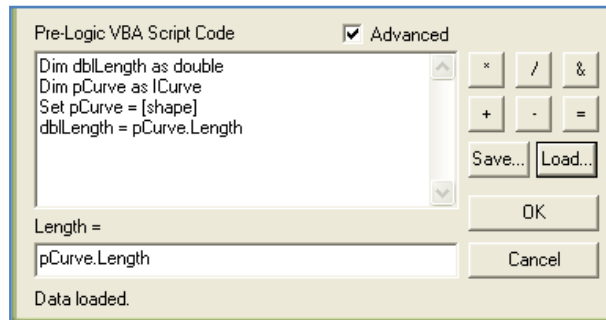 Pre-Logic VBA Script Code
Advanced
Dim dblLength as double
Dim pCurve as ICurve
Set pCurve = [shape]
dblLength = pCurve.Length
* / &
+ - =
Save... Load...
OK
Length =
pCurve.Length
Cancel
Data loaded.